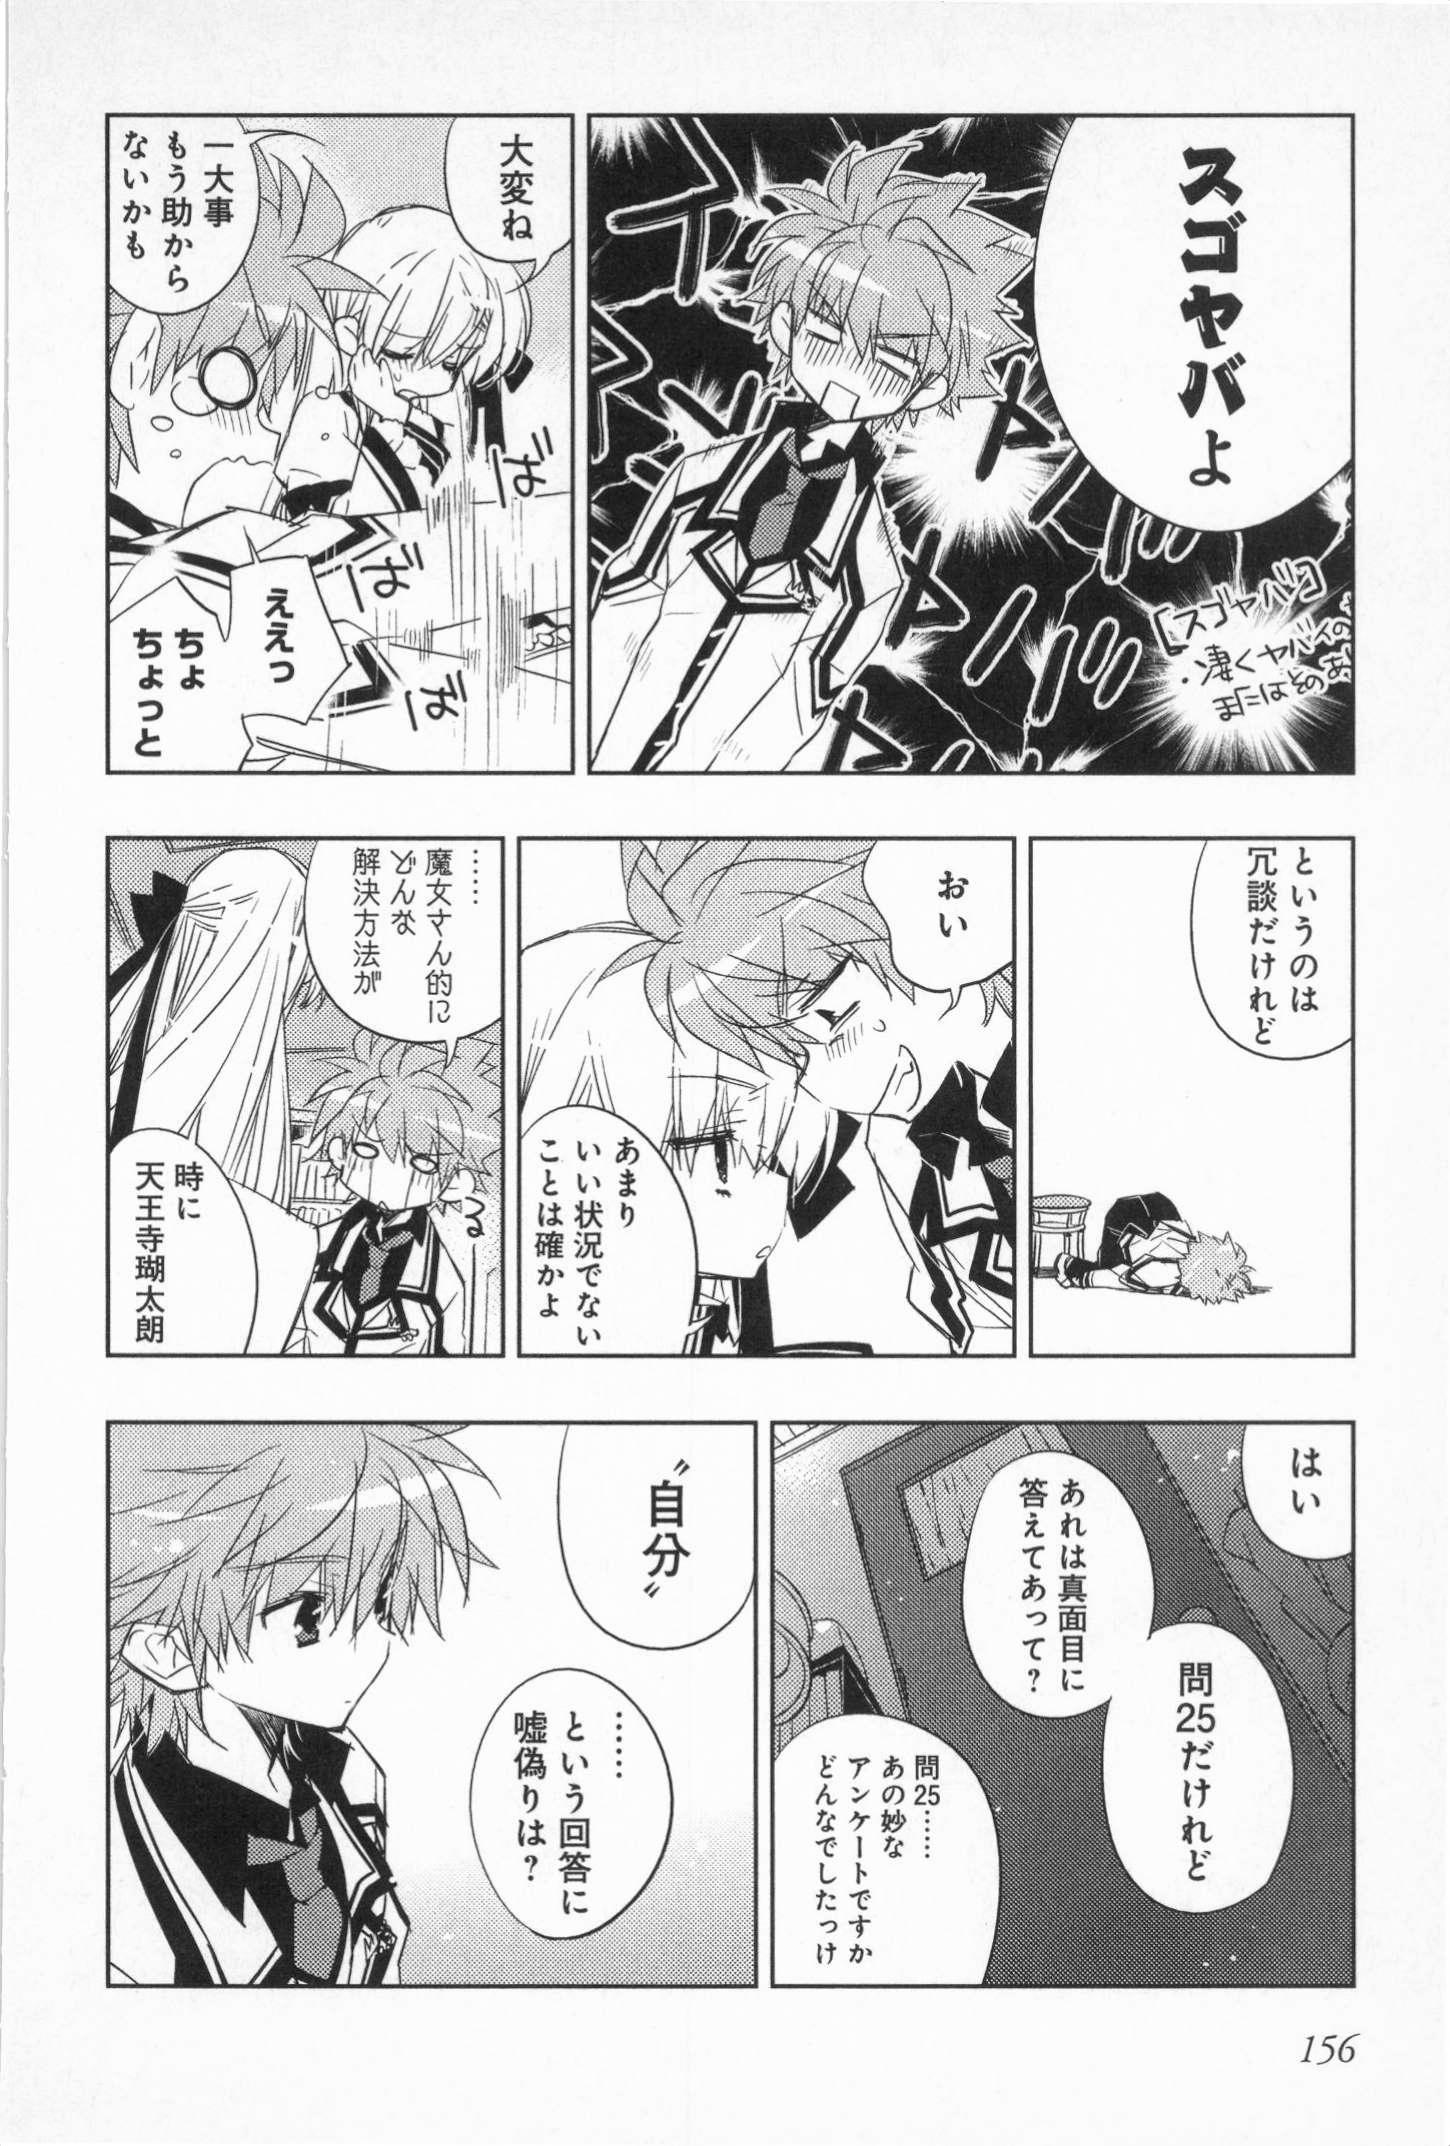 スゴヤバよ
「スゴヤバ」
・凄くヤバイの
またはそのあ
大変ね
一大事
もう助から
ないかも
ばっ
ばっ
ばっ
ええっ
ちょ
ちょっと
というのは
冗談だけれど
おい
あまり
いい状況でない
ことは確かよ
……
魔女さん的に
どんな
解決方法が
時に
天王寺瑚太朗
はい
問25だけれど
あれは真面目に
答えてあって？
問25……
あの妙な
アンケートですか
どんなでしたっけ
〝自分〟
……
という回答に
嘘偽りは？
156